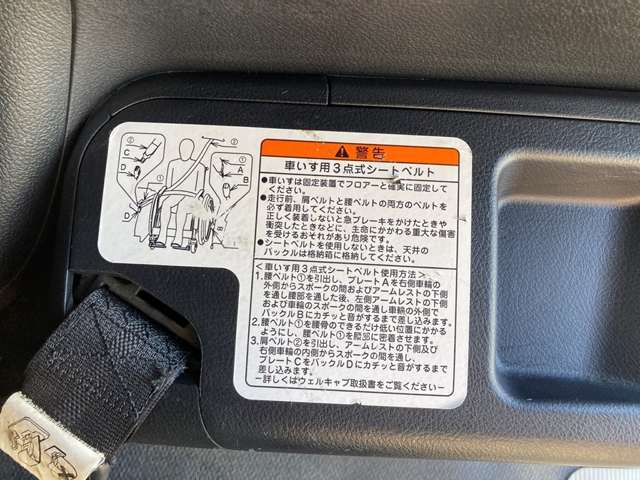 警告
車いす用3点式シートベルト
●車いすは固定装置でフロアーと確実に固定して
ください。
●走行前、肩ベルトと腰ベルトの両方のベルトを
必ず着用してください。
正しく装着しないと急ブレーキをかけたときや
衝突したときなどに、生命にかかわる重大な傷害
を受けるおそれがあり危険です。
●シートベルトを使用しないときは、天井の
バックルは格納箱に格納してください。
<車いす用3点式シートベルト使用方法>
1.腰ベルト①を引出し、プレートAを右側車輪の
外側からスポークの間およびアームレストの下側
を通し腰部を通した後、左側アームレストの下側
および車輪のスポークの間を通し車輪の外側で
バックルBにカチッと音がするまで差し込みます。
2.腰ベルト①を腰骨のできるだけ低い位置にかかる
ようにし、腰ベルト①を腰部に密着させます。
3.肩ベルト②を引出し、アームレストの下側及び
右側車輪の内側からスポークの間を通し、
プレートCをバックルDにカチッと音がするまで
差し込みます。
ー詳しくはウェルキャブ取扱書をご覧くださいー
②
C
D
①
D
②
①
A
B